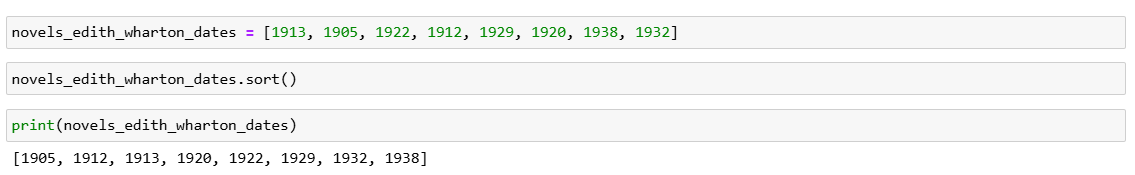 novels_edith_wharton_dates = [1913, 1905, 1922, 1912, 1929, 1920, 1938, 1932]
novels_edith_wharton_dates.sort()
print(novels_edith_wharton_dates)
[1905, 1912, 1913, 1920, 1922, 1929, 1932, 1938]